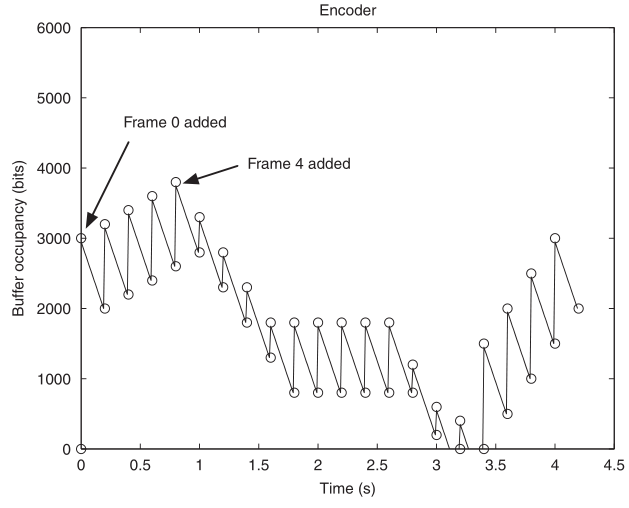 Encoder
6000
5000
4000
3000
2000
1000
0
Buffer occupancy (bits)
Frame 0 added
Frame 4 added
0 0.5 1 1.5 2 2.5 3 3.5 4 4.5
Time (s)